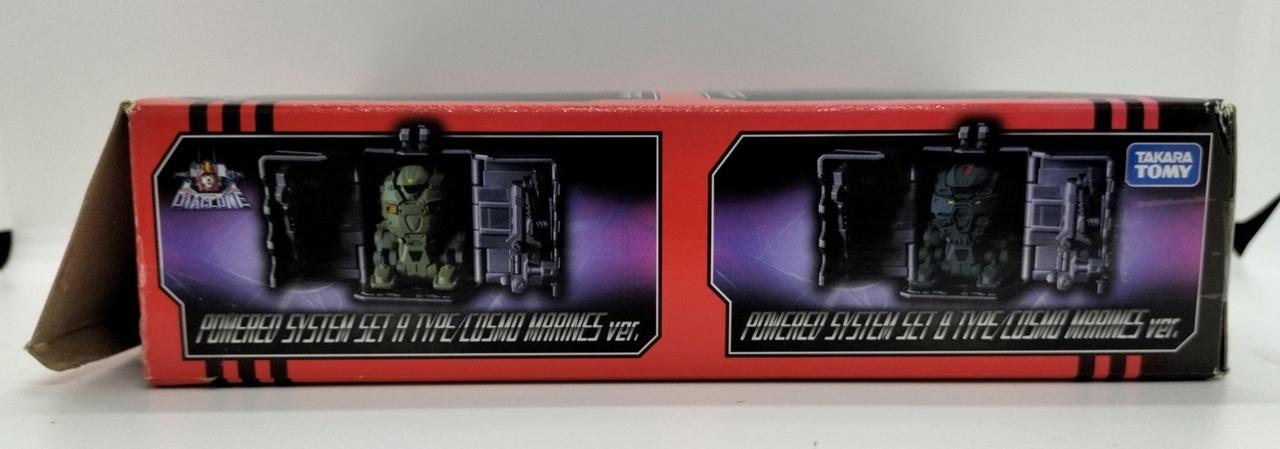 DIACLONE
POWERED SYSTEM SET A TYPE/COSMO MARINES ver.
TAKARA
TOMY
POWERED SYSTEM SET B TYPE/COSMO MARINES ver.